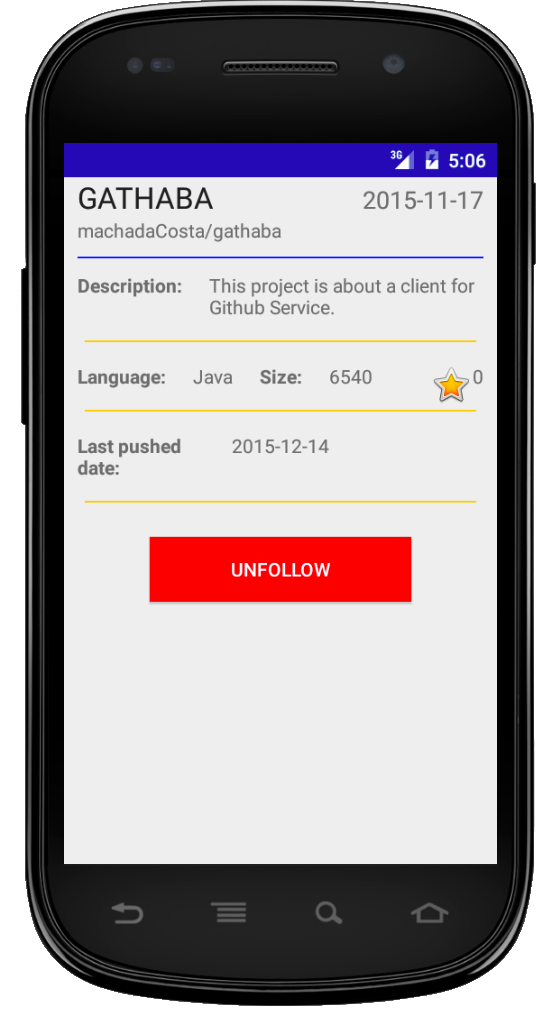 3G 5:06
GATHABA 2015-11-17
machadaCosta/gathaba
Description: This project is about a client for
Github Service.
Language: Java Size: 6540 0
Last pushed 2015-12-14
date:
UNFOLLOW